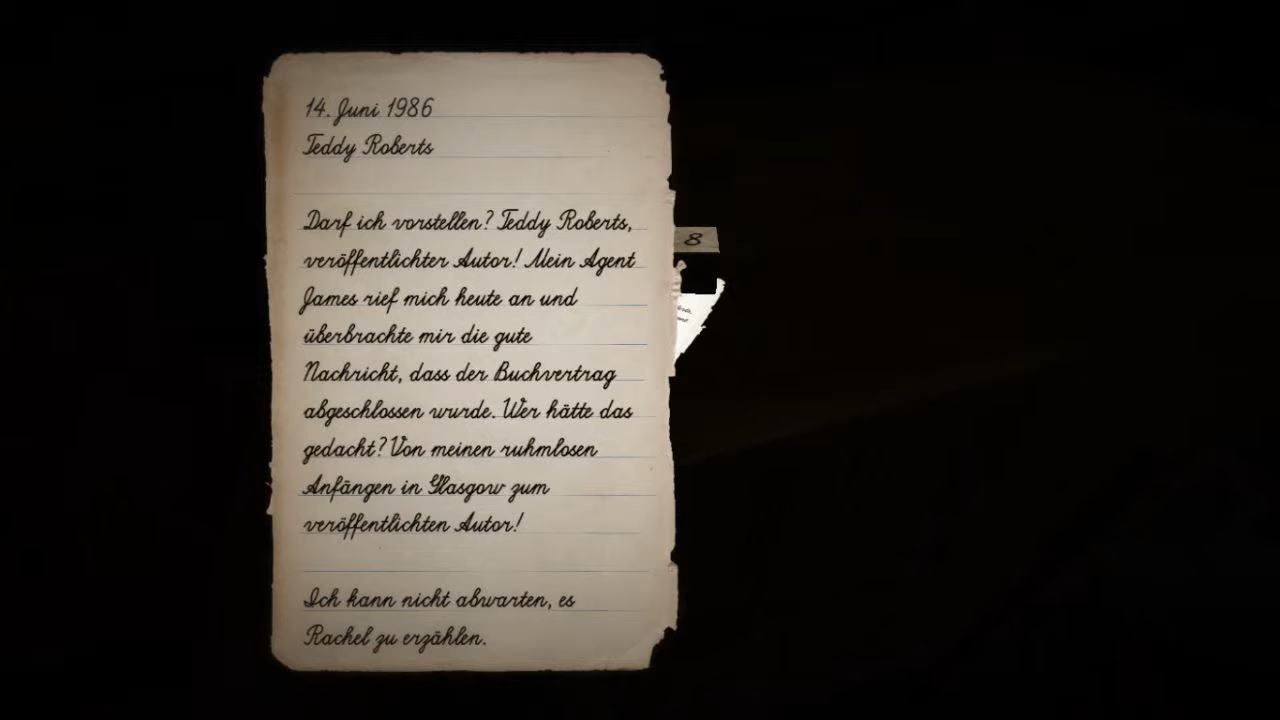 14. Juni 1986
Teddy Roberts
Darf ich vorstellen? Teddy Roberts,
veröffentlichter Autor! Mein Agent
James rief mich heute an und
überbrachte mir die gute
Nachricht, dass der Buchvertrag
abgeschlossen wurde. Wer hätte das
gedacht? Von meinen ruhmlosen
Anfängen in Glasgow zum
veröffentlichten Autor!
Ich kann nicht abwarten, es
Rachel zu erzählen.
8